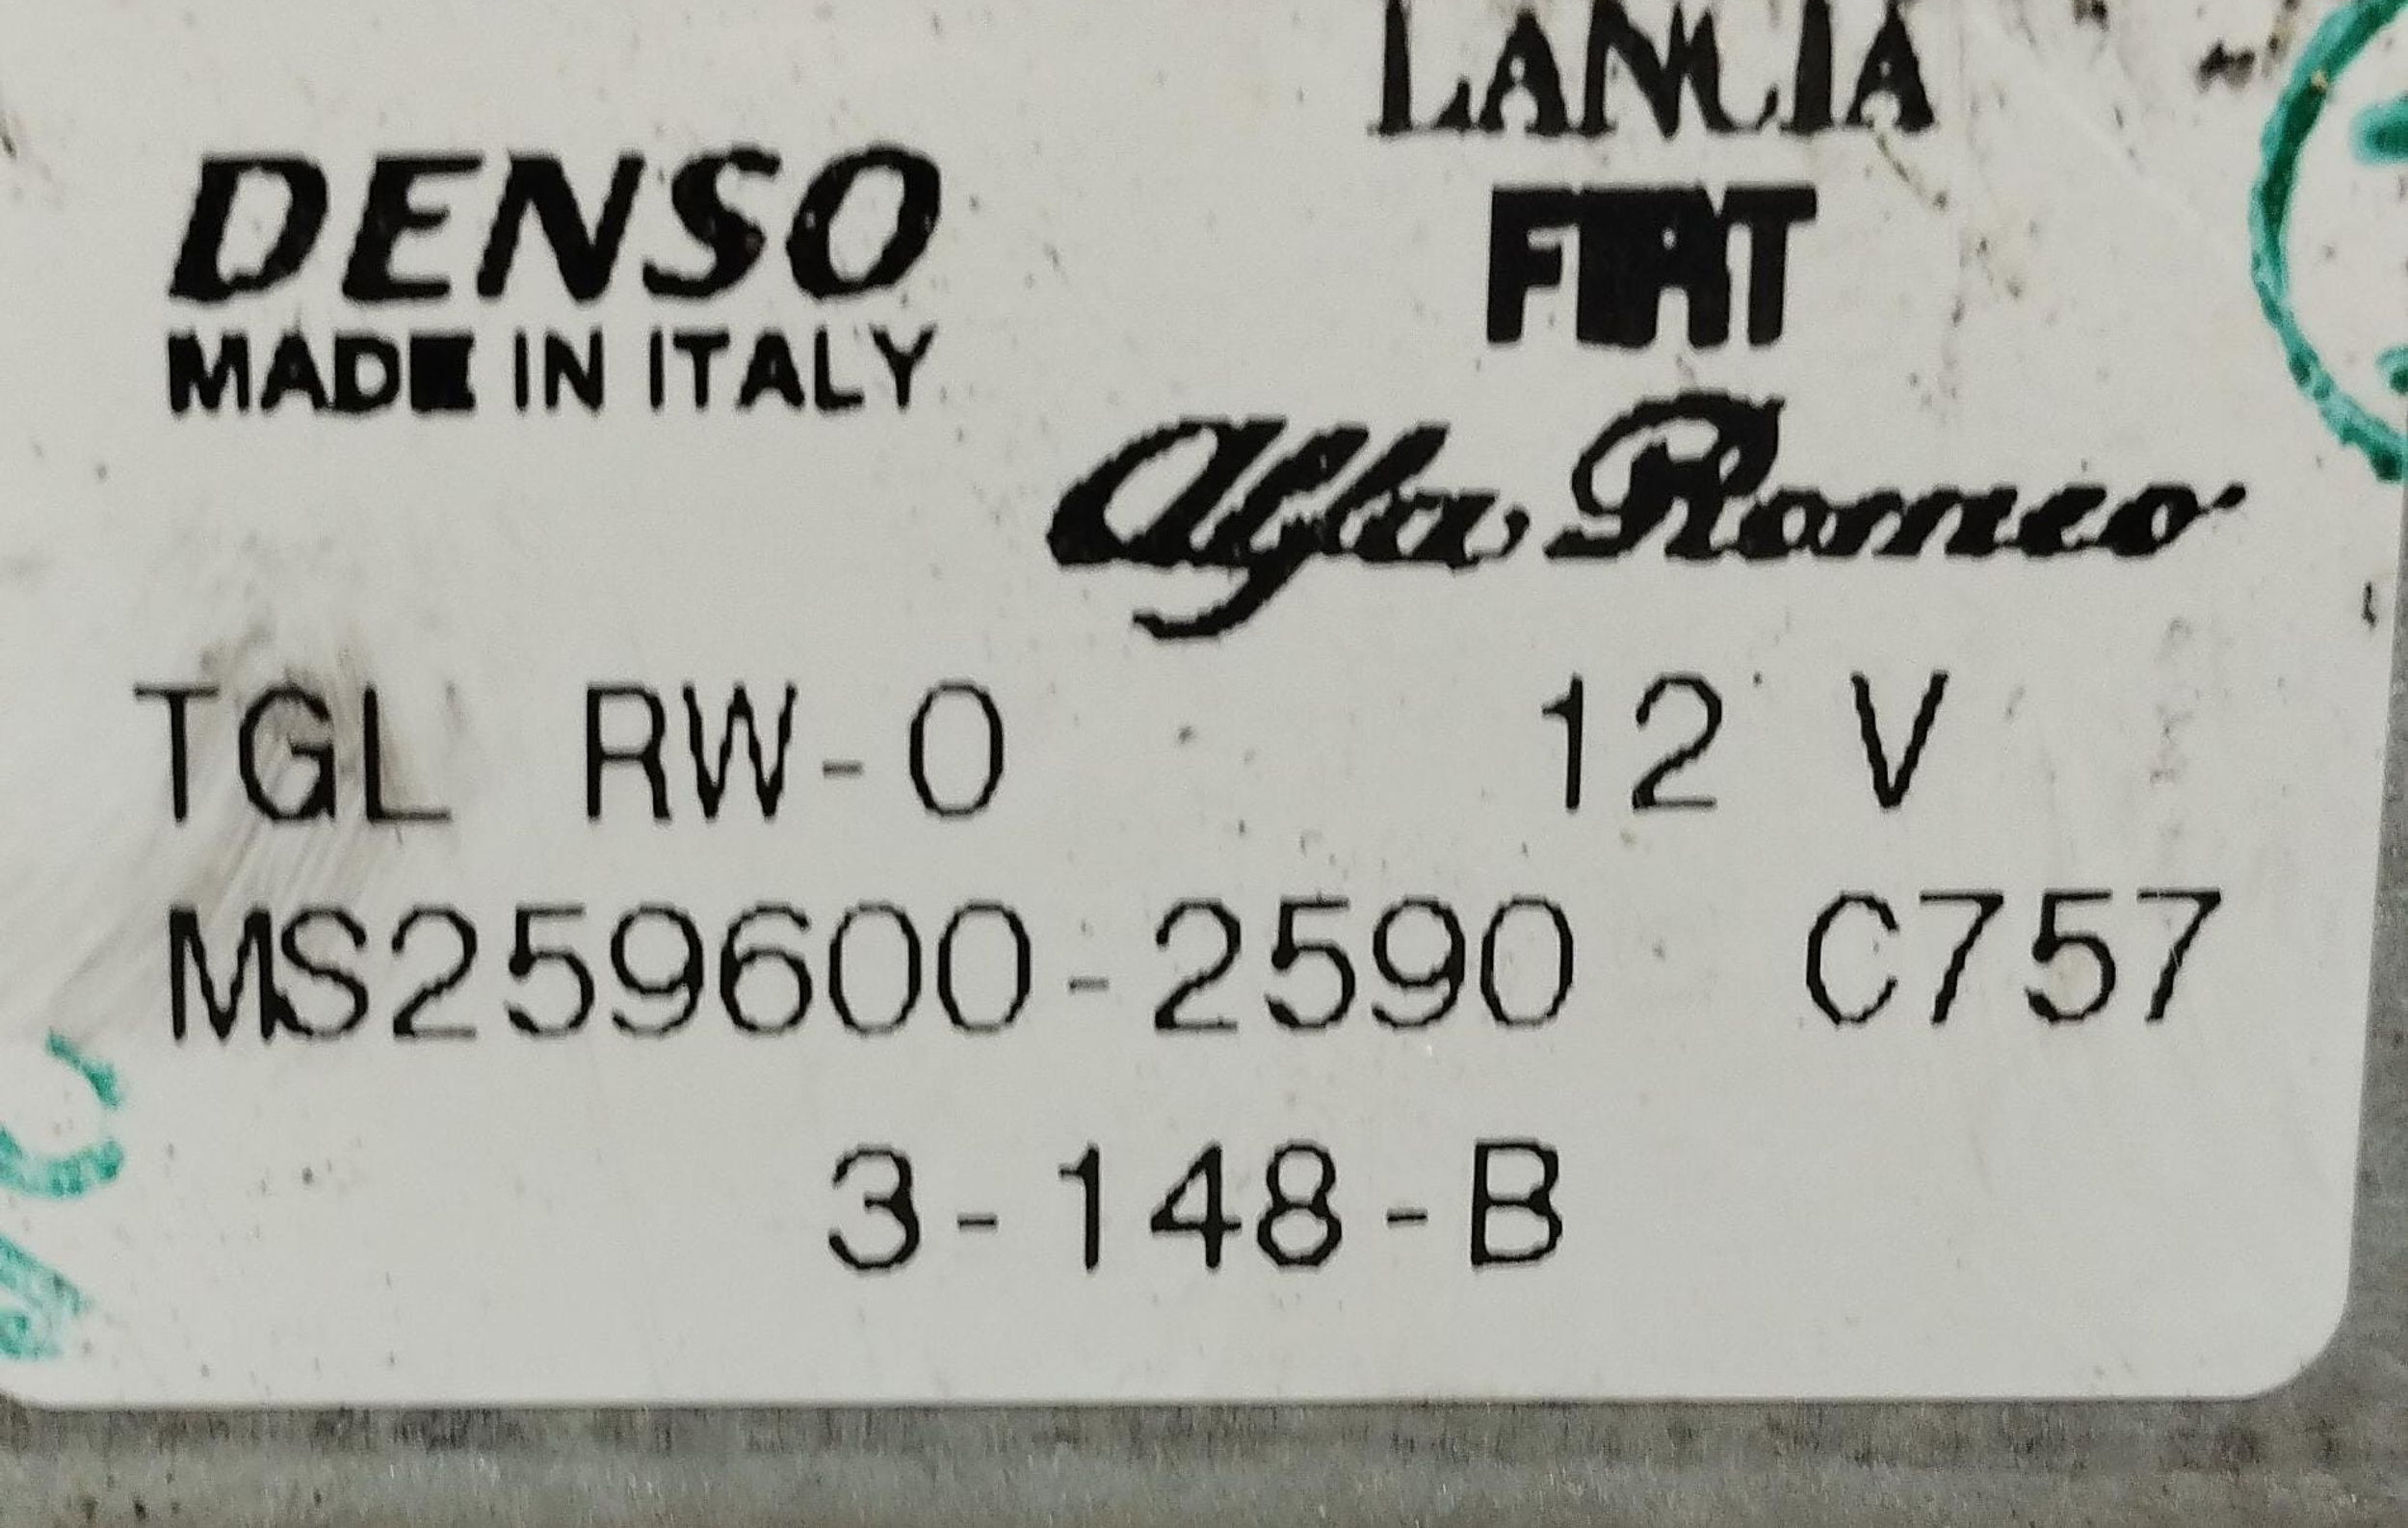 LANCIA
DENSO
FIAT
MADE IN ITALY
Alfa Romeo
TGL RW-0 12 V
MS259600-2590 C757
3-148-B